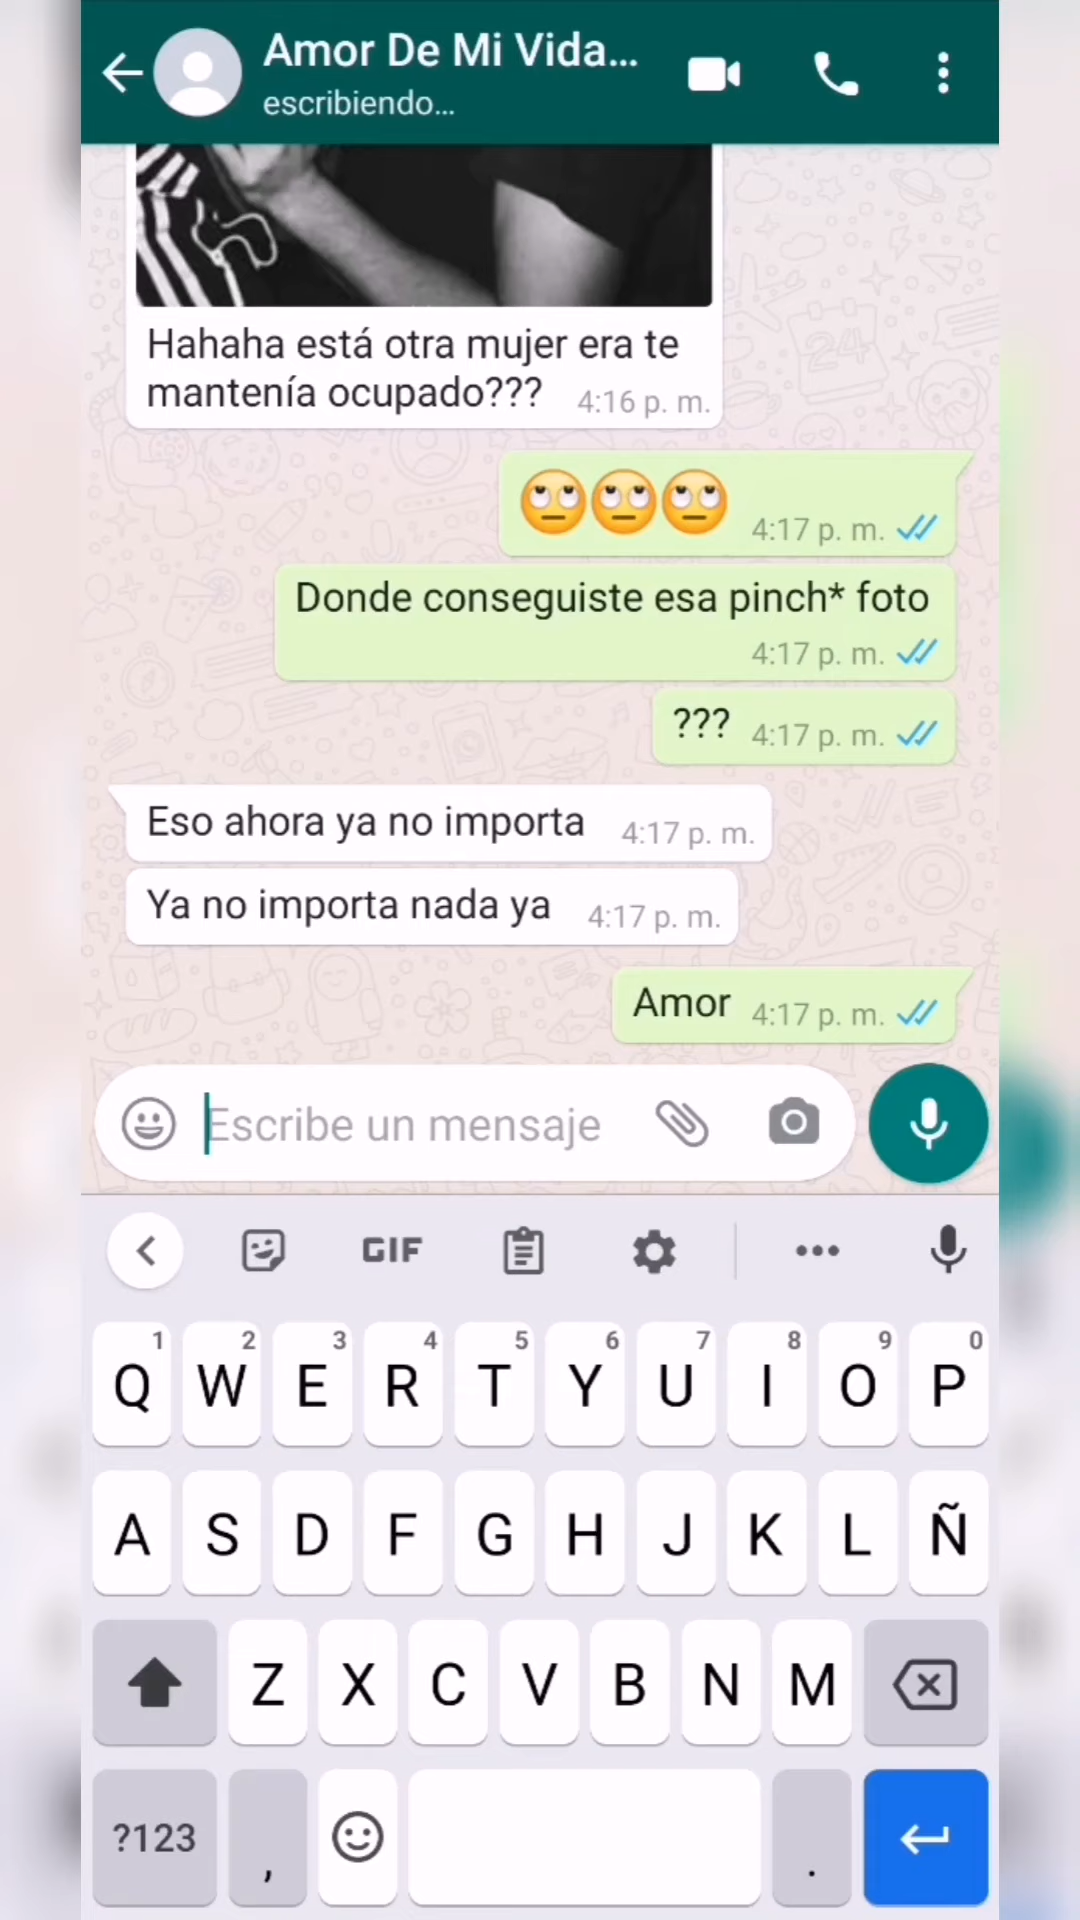 Amor De Mi Vida...
escribiendo...
Hahaha está otra mujer era te
mantenía ocupado??? 4:16 p. m.
🙄🙄🙄 4:17 p. m.
Donde conseguiste esa pinch* foto
4:17 p. m.
??? 4:17 p. m.
Eso ahora ya no importa 4:17 p. m.
Ya no importa nada ya 4:17 p. m.
Amor 4:17 p. m.
Escribe un mensaje
GIF
1 2 3 4 5 6 7 8 9 0
Q W E R T Y U I O P
A S D F G H J K L Ñ
Z X C V B N M
?123 , .